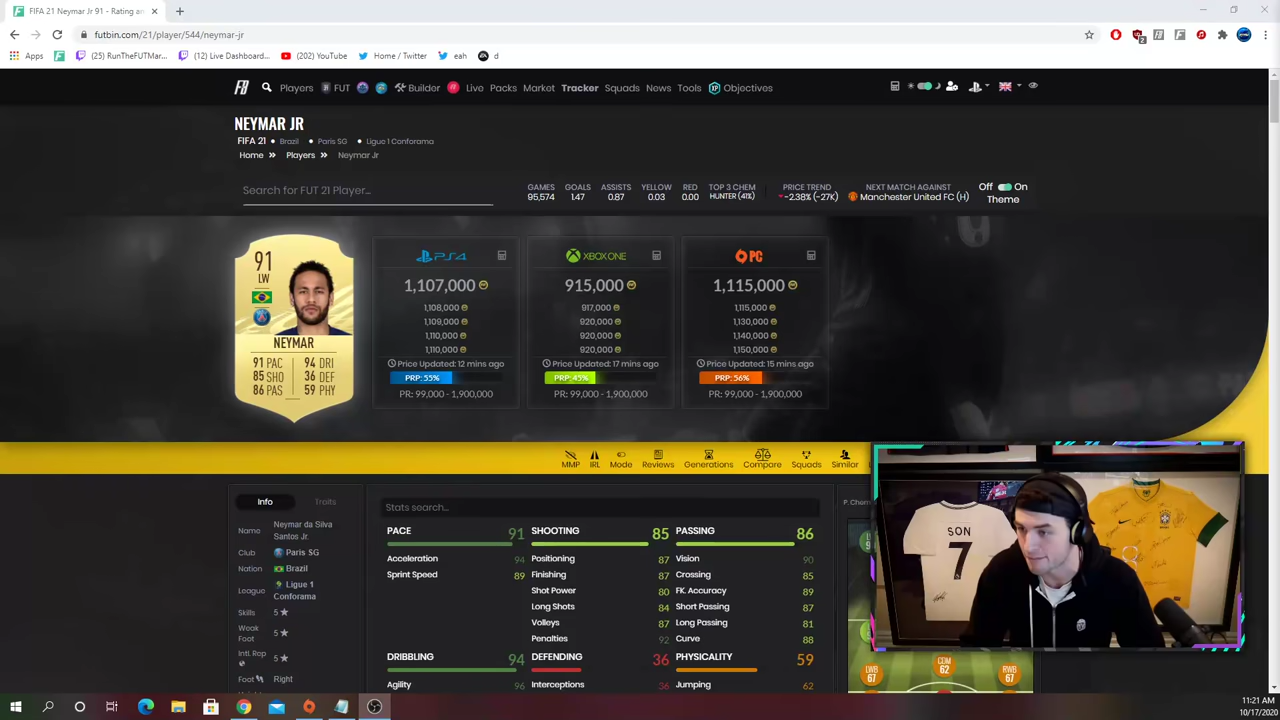 FIFA 21 Neymar Jr 91 - Rating an
futbin.com/21/player/544/neymar-jr
Apps
(25) RunTheFUTMar...
(12) Live Dashboard...
(202) YouTube
Home / Twitter
eah
d
Players FUT Builder Live Packs Market Tracker Squads News Tools Objectives
NEYMAR JR
FIFA 21 • Brazil • Paris SG • Ligue 1 Conforama
Home Players Neymar Jr
Search for FUT 21 Player...
GAMES GOALS ASSISTS YELLOW RED TOP 3 CHEM PRICE TREND NEXT MATCH AGAINST Off On
95,574 1.47 0.87 0.03 0.00 HUNTER (41%) -2.38% (-27K) Manchester United FC (H) Theme
91
LW
NEYMAR
91 PAC 94 DRI
85 SHO 36 DEF
86 PAS 59 PHY
PS4
1,107,000
1,108,000
1,109,000
1,110,000
1,110,000
Price Updated: 12 mins ago
PRP: 55%
PR: 99,000 - 1,900,000
XBOX ONE
915,000
917,000
920,000
920,000
920,000
Price Updated: 17 mins ago
PRP: 45%
PR: 99,000 - 1,900,000
PC
1,115,000
1,115,000
1,130,000
1,140,000
1,150,000
Price Updated: 15 mins ago
PRP: 56%
PR: 99,000 - 1,900,000
MMP IRL Mode Reviews Generations Compare Squads Similar
Info Traits
Name Neymar da Silva Santos Jr.
Club Paris SG
Nation Brazil
League Ligue 1 Conforama
Skills 5
Weak Foot 5
Intl. Rep 5
Foot Right
Stats search...
PACE 91
Acceleration 94
Sprint Speed 89
SHOOTING 85
Positioning 87
Finishing 87
Shot Power 80
Long Shots 84
Volleys 87
Penalties 92
PASSING 86
Vision 90
Crossing 85
FK. Accuracy 89
Short Passing 87
Long Passing 81
Curve 88
DRIBBLING 94
Agility 96
DEFENDING 36
Interceptions 36
PHYSICALITY 59
Jumping 62
P. Chem
LWB
67
CDM
62
RWB
67
SON
7
11:21 AM
10/17/2020